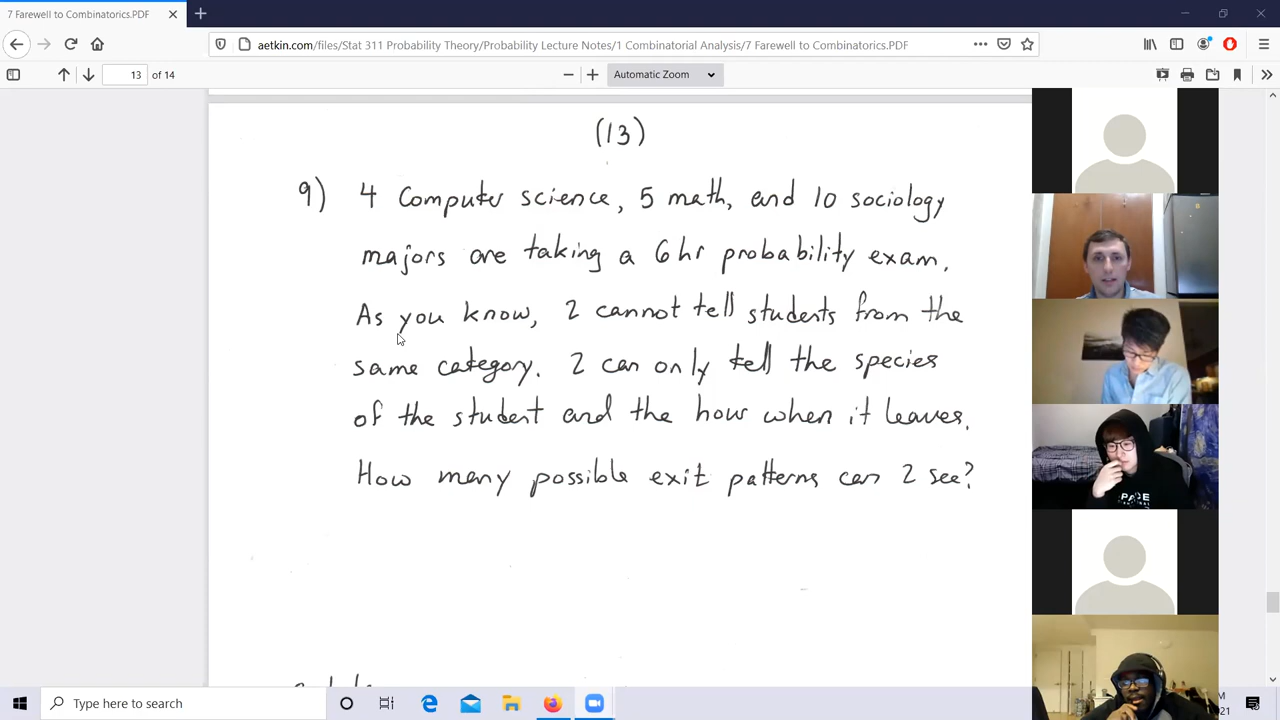 7 Farewell to Combinatorics.PDF
aetkin.com/files/Stat 311 Probability Theory/Probability Lecture Notes/1 Combinatorial Analysis/7 Farewell to Combinatorics.PDF
13 of 14
Automatic Zoom
(13)
9) 4 Computer science, 5 math, and 10 sociology
majors are taking a 6 hr probability exam.
As you know, 2 cannot tell students from the
same category. 2 can only tell the species
of the student and the hour when it leaves.
How many possible exit patterns can 2 see?
Type here to search